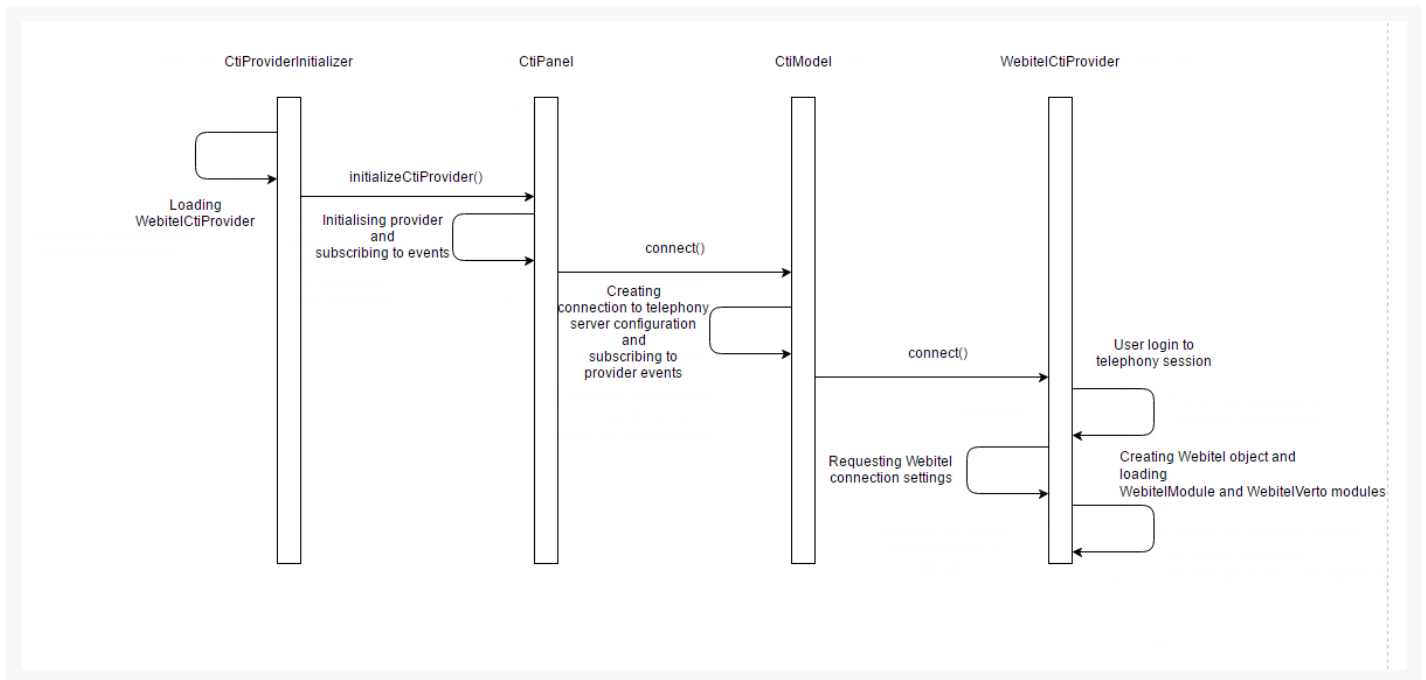 CtiProviderInitializer
CtiPanel
CtiModel
WebitelCtiProvider
initializeCtiProvider()
Loading
WebitelCtiProvider
Initialising provider
and
subscribing to events
connect()
Creating
connection to telephony
server configuration
and
subscribing to
provider events
connect()
User login to
telephony session
Requesting Webitel
connection settings
Creating Webitel object and
loading
WebitelModule and WebitelVerto modules